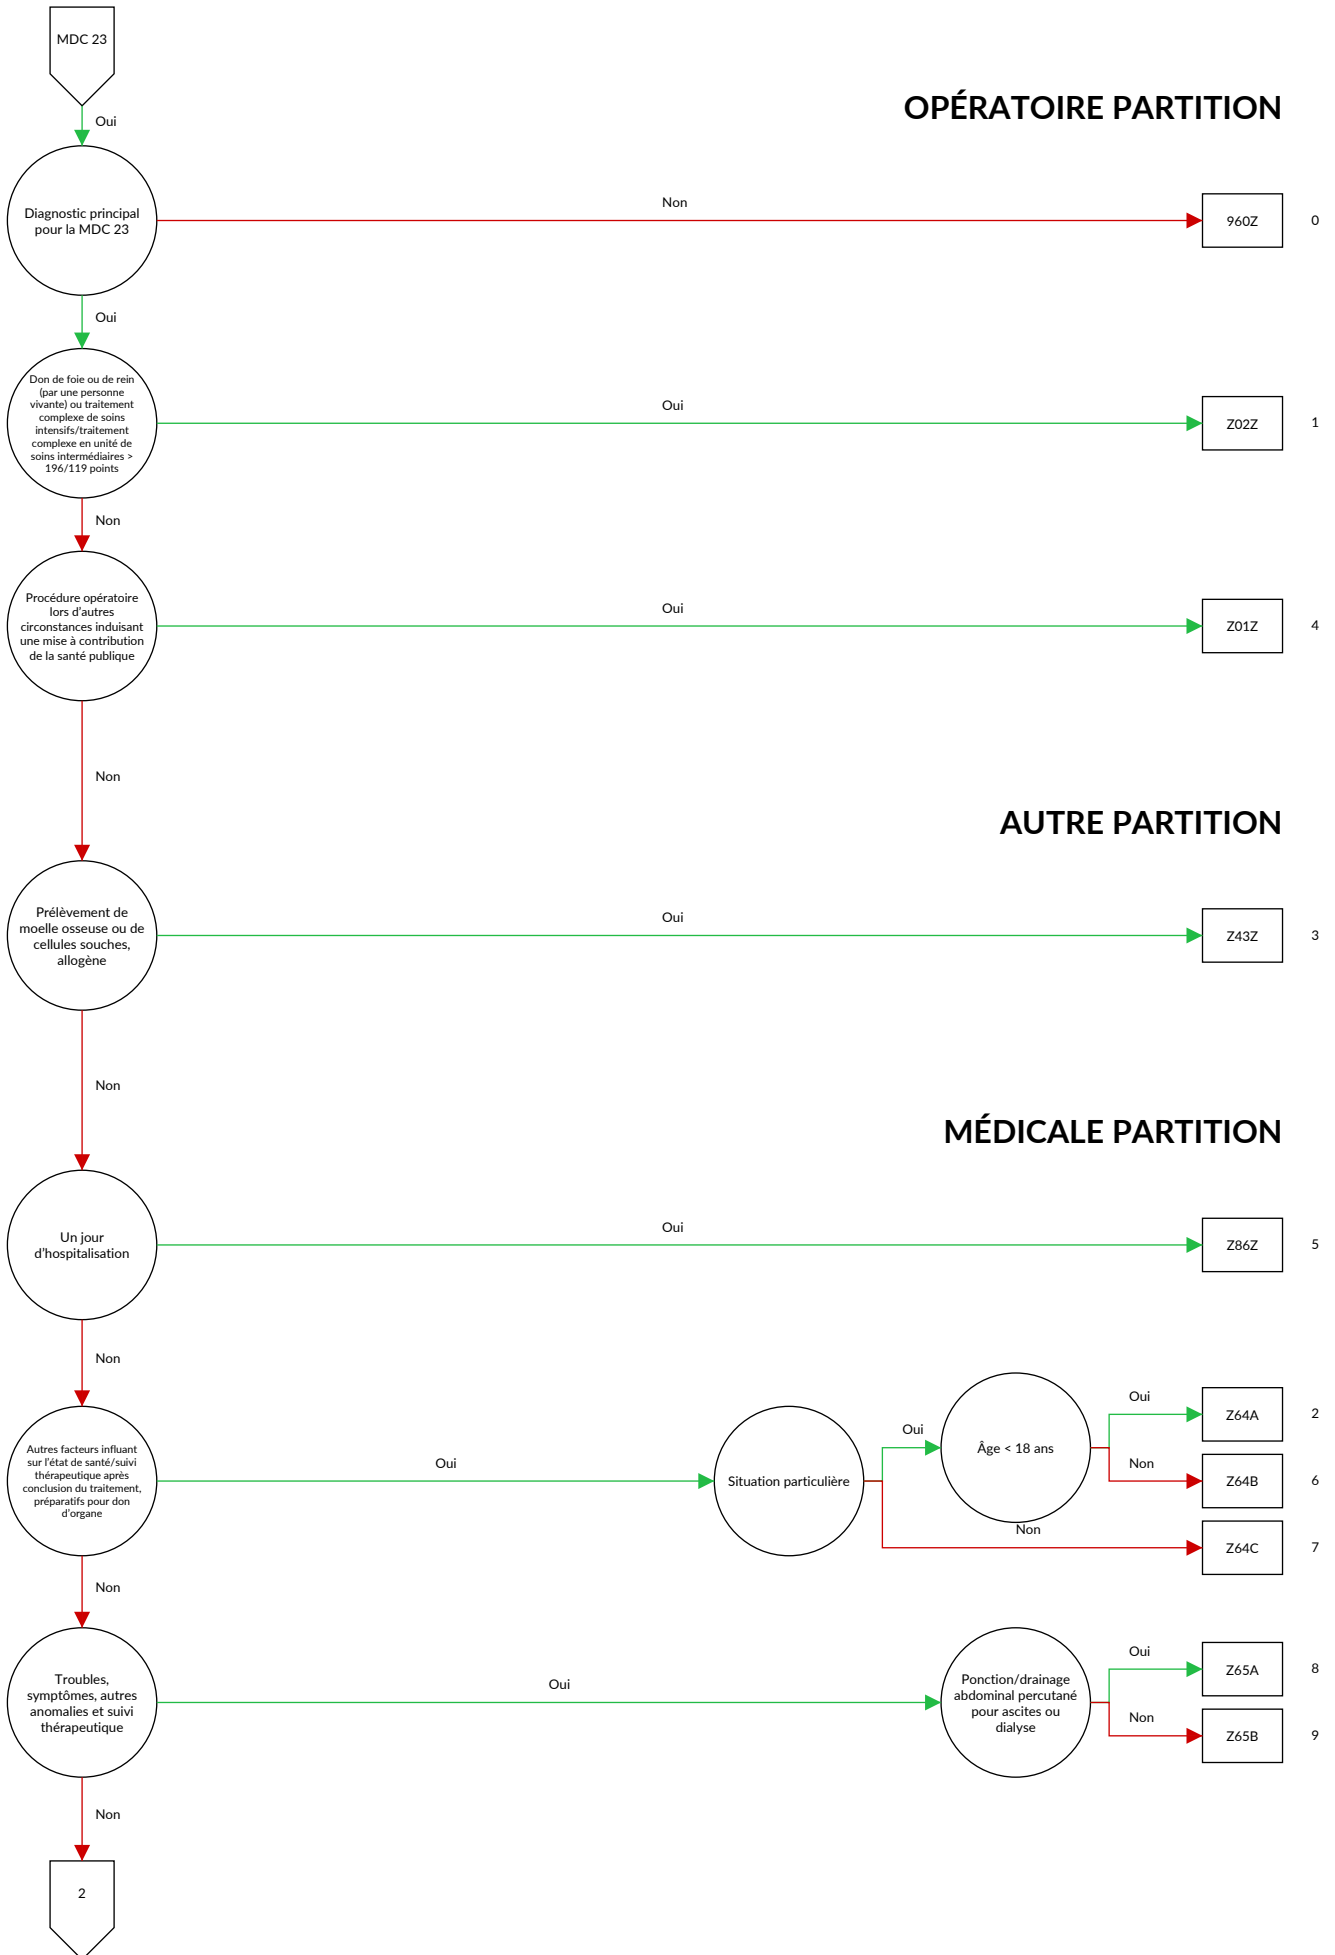 MDC 23
OPÉRATOIRE PARTITION
Oui
Diagnostic principal
pour la MDC 23
Non
960Z
0
Oui
Don de foie ou de rein
(par une personne
vivante) ou traitement
complexe de soins
intensifs/traitement
complexe en unité de
soins intermédiaires >
196/119 points
Oui
Z02Z
1
Non
Procédure opératoire
lors d'autres
circonstances induisant
une mise à contribution
de la santé publique
Oui
Z01Z
4
Non
AUTRE PARTITION
Prélèvement de
moelle osseuse ou de
cellules souches,
allogène
Oui
Z43Z
3
Non
MÉDICALE PARTITION
Un jour
d'hospitalisation
Oui
Z86Z
5
Non
Autres facteurs influant
sur l'état de santé/suivi
thérapeutique après
conclusion du traitement,
préparatifs pour don
d'organe
Oui
Situation particulière
Oui
Âge < 18 ans
Oui
Z64A
2
Non
Z64B
6
Non
Z64C
7
Non
Troubles,
symptômes, autres
anomalies et suivi
thérapeutique
Oui
Ponction/drainage
abdominal percutané
pour ascites ou
dialyse
Oui
Z65A
8
Non
Z65B
9
Non
2